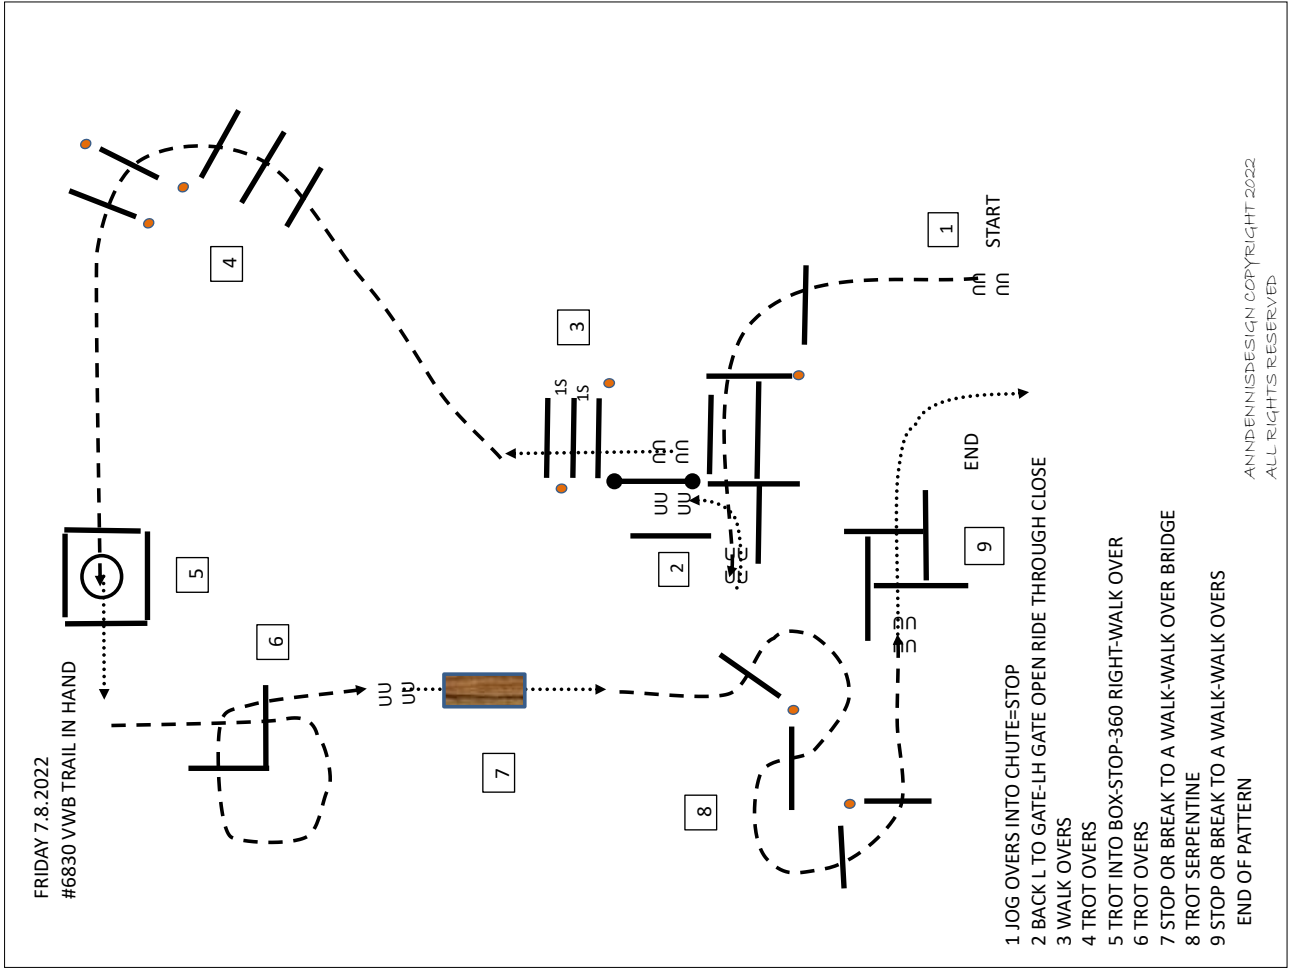 FRIDAY 7.8.2022
#6830 VWB TRAIL IN HAND
4
5
6
7
8
3
1S
1S
2
1
START
END
9
1 JOG OVERS INTO CHUTE=STOP
2 BACK L TO GATE-LH GATE OPEN RIDE THROUGH CLOSE
3 WALK OVERS
4 TROT OVERS
5 TROT INTO BOX-STOP-360 RIGHT-WALK OVER
6 TROT OVERS
7 STOP OR BREAK TO A WALK-WALK OVER BRIDGE
8 TROT SERPENTINE
9 STOP OR BREAK TO A WALK-WALK OVERS
END OF PATTERN
ANNDENNISDESIGN COPYRIGHT 2022
ALL RIGHTS RESERVED